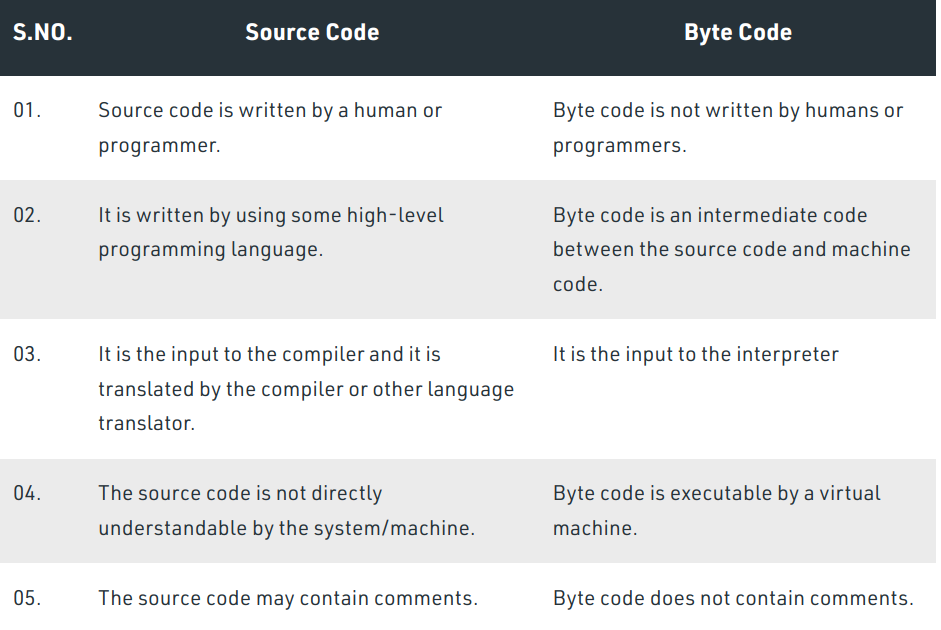 S.NO. Source Code Byte Code
01. Source code is written by a human or Byte code is not written by humans or
programmer. programmers.
02. It is written by using some high-level Byte code is an intermediate code
programming language. between the source code and machine
code.
03. It is the input to the compiler and it is It is the input to the interpreter
translated by the compiler or other language
translator.
04. The source code is not directly Byte code is executable by a virtual
understandable by the system/machine. machine.
05. The source code may contain comments. Byte code does not contain comments.